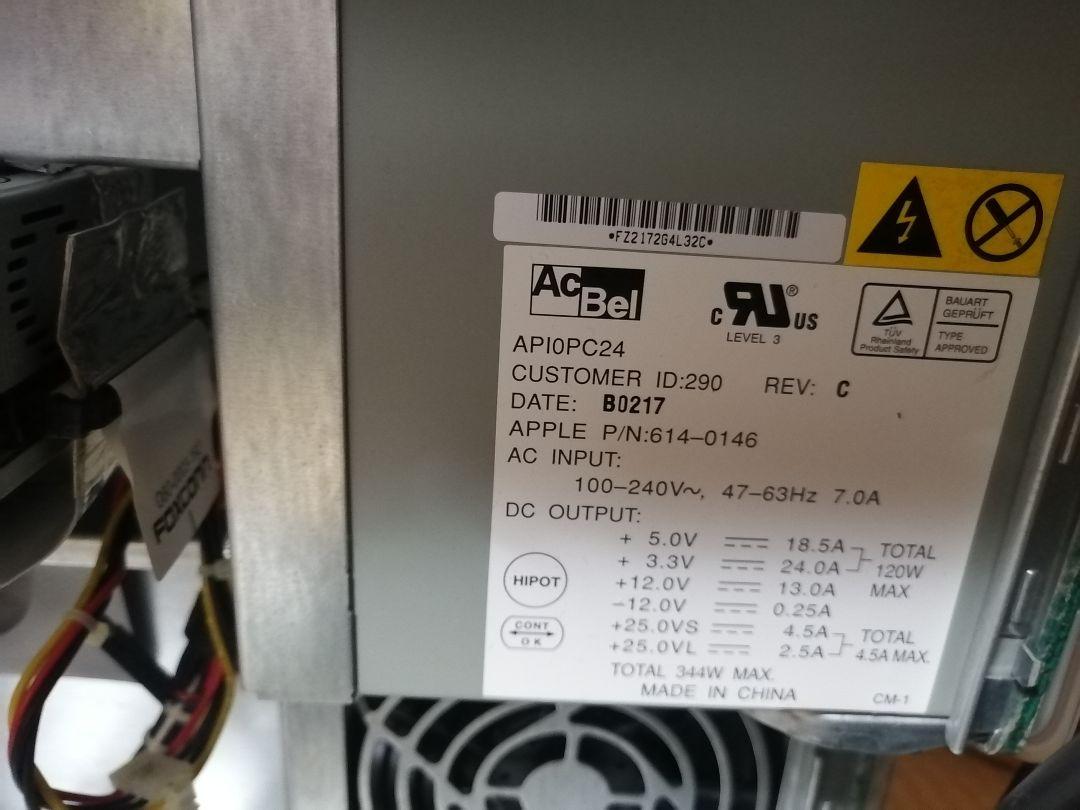 *FZ2172G4L32C*
AcBel
c RU ® US
LEVEL 3
TÜV
Rheinland
Product Safety
BAUART
GEPRÜFT
TYPE
APPROVED
API0PC24
CUSTOMER ID:290 REV: C
DATE: B0217
APPLE P/N:614-0146
AC INPUT:
100-240V~, 47-63Hz 7.0A
DC OUTPUT:
+ 5.0V 18.5A
+ 3.3V 24.0A
TOTAL
120W
MAX
+12.0V 13.0A
-12.0V 0.25A
+25.0VS 4.5A
+25.0VL 2.5A
TOTAL
4.5A MAX.
HIPOT
CONT
OK
TOTAL 344W MAX.
MADE IN CHINA
CM-1
FOXCONN